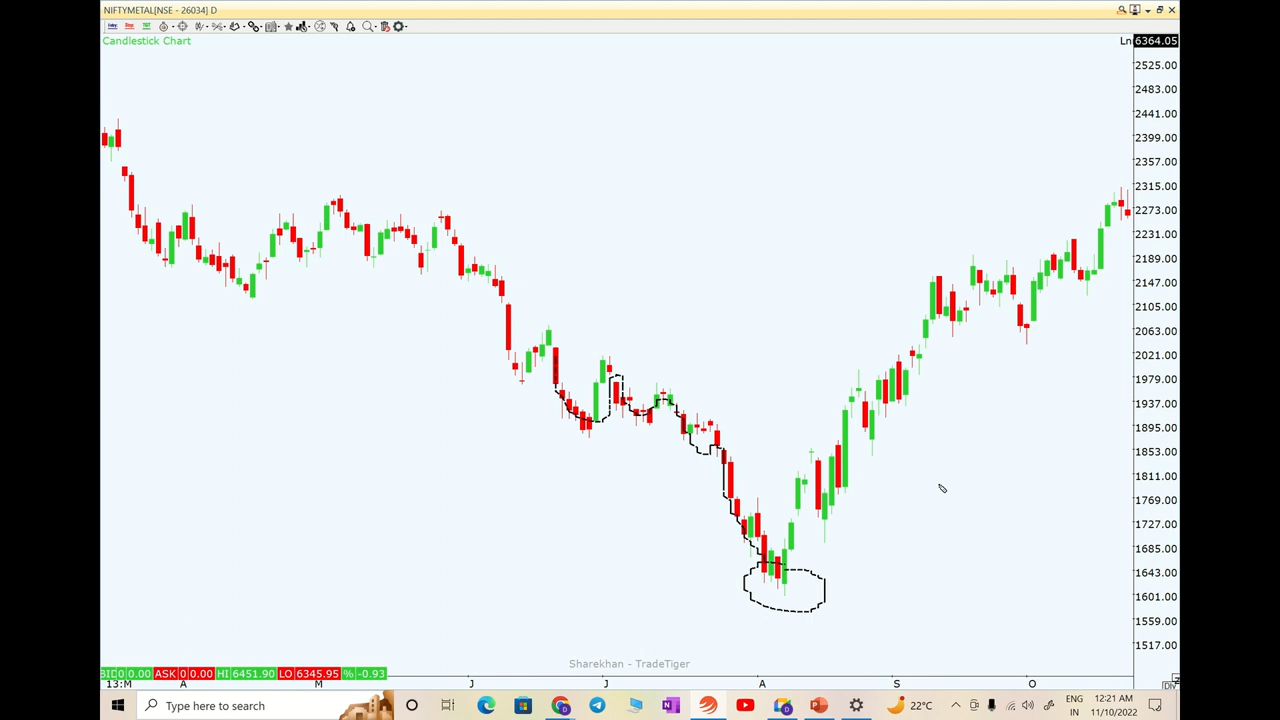 NIFTYMETAL[NSE - 26034] D
Candlestick Chart
Ln 6364.05
2525.00
2483.00
2441.00
2399.00
2357.00
2315.00
2273.00
2231.00
2189.00
2147.00
2105.00
2063.00
2021.00
1979.00
1937.00
1895.00
1853.00
1811.00
1769.00
1727.00
1685.00
1643.00
1601.00
1559.00
1517.00
Sharekhan - TradeTiger
BID 0 0.00 ASK 0 0.00 HI 6451.90 LO 6345.95 % -0.93
13:M A M J J A S O
Type here to search
22°C
ENG
IN
12:21 AM
11/10/2022